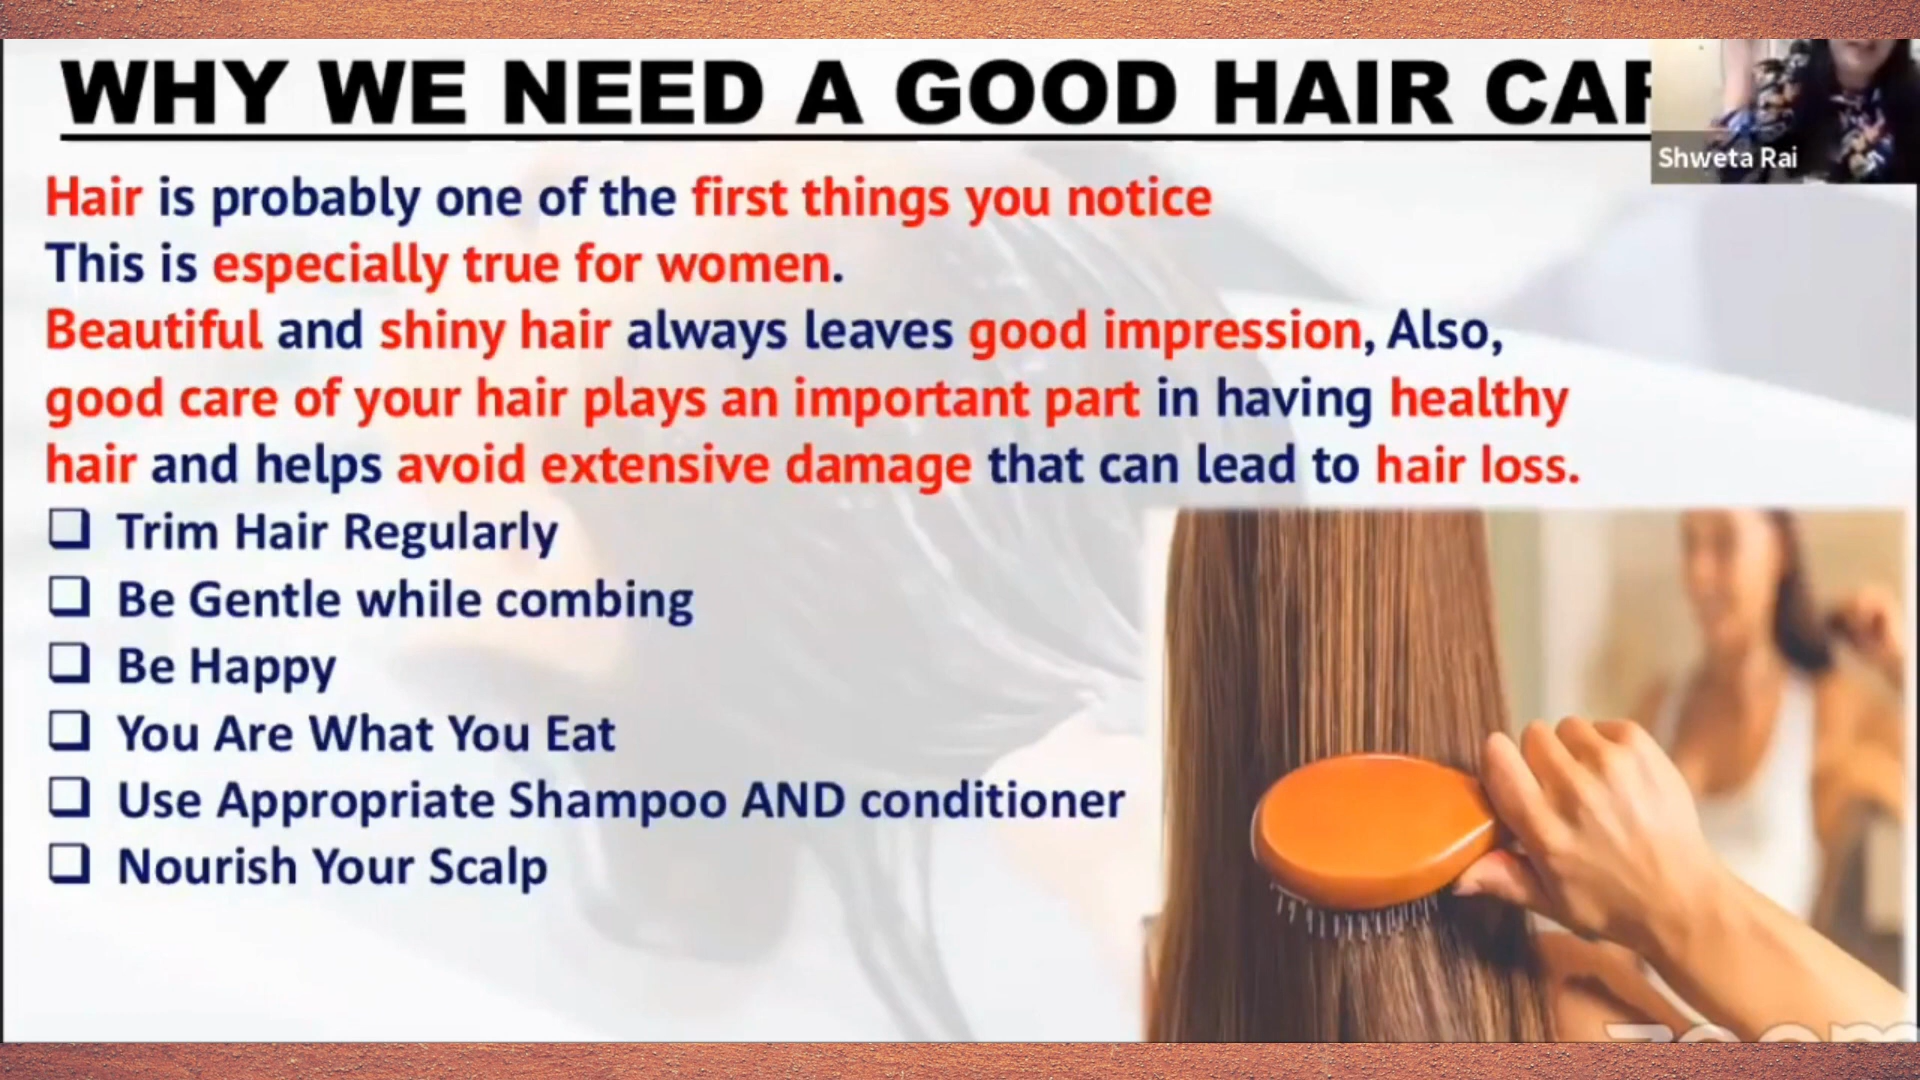 WHY WE NEED A GOOD HAIR
Shweta Rai
Hair is probably one of the first things you notice
This is especially true for women.
Beautiful and shiny hair always leaves good impression, Also,
good care of your hair plays an important part in having healthy
hair and helps avoid extensive damage that can lead to hair loss.
❑ Trim Hair Regularly
❑ Be Gentle while combing
❑ Be Happy
❑ You Are What You Eat
❑ Use Appropriate Shampoo AND conditioner
❑ Nourish Your Scalp
zoom